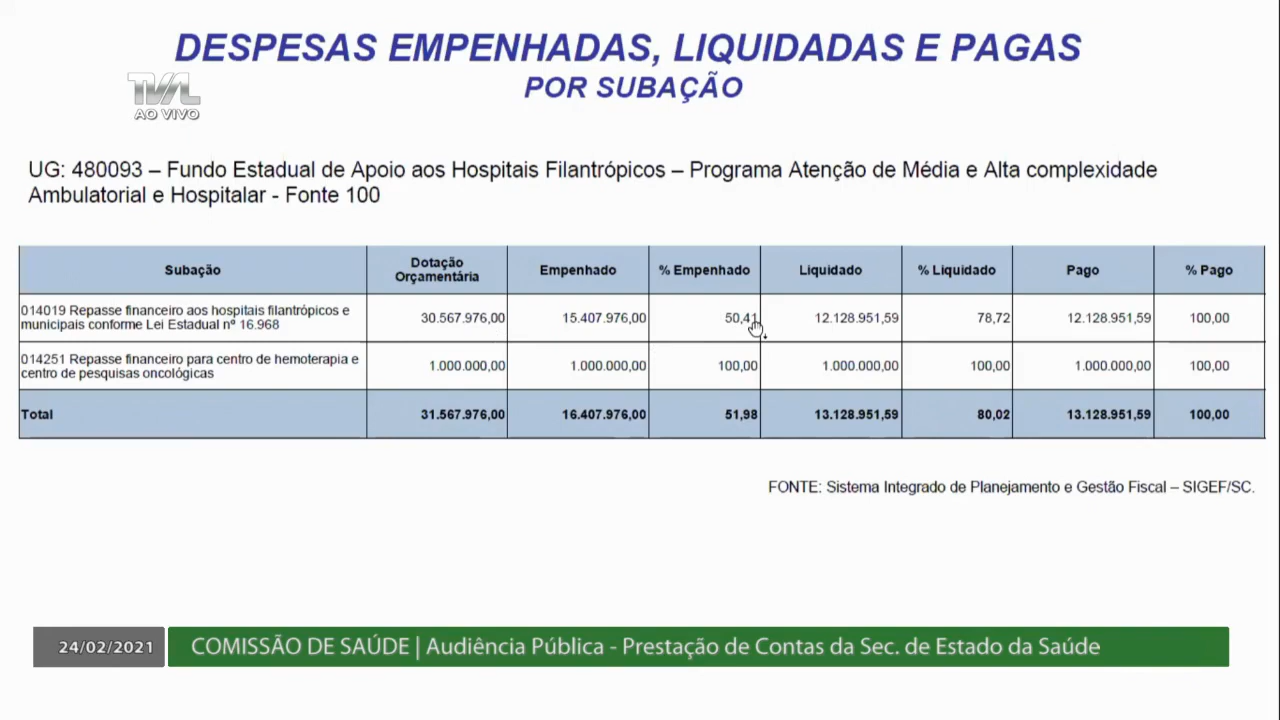 DESPESAS EMPENHADAS, LIQUIDADAS E PAGAS
POR SUBAÇÃO
TVAL
AO VIVO
UG: 480093 – Fundo Estadual de Apoio aos Hospitais Filantrópicos – Programa Atenção de Média e Alta complexidade
Ambulatorial e Hospitalar - Fonte 100
Subação Dotação Orçamentária Empenhado % Empenhado Liquidado % Liquidado Pago % Pago
014019 Repasse financeiro aos hospitais filantrópicos e
municipais conforme Lei Estadual nº 16.968
30.567.976,00 15.407.976,00 50,41 12.128.951,59 78,72 12.128.951,59 100,00
014251 Repasse financeiro para centro de hemoterapia e
centro de pesquisas oncológicas
1.000.000,00 1.000.000,00 100,00 1.000.000,00 100,00 1.000.000,00 100,00
Total 31.567.976,00 16.407.976,00 51,98 13.128.951,59 80,02 13.128.951,59 100,00
FONTE: Sistema Integrado de Planejamento e Gestão Fiscal – SIGEF/SC.
24/02/2021 COMISSÃO DE SAÚDE | Audiência Pública - Prestação de Contas da Sec. de Estado da Saúde